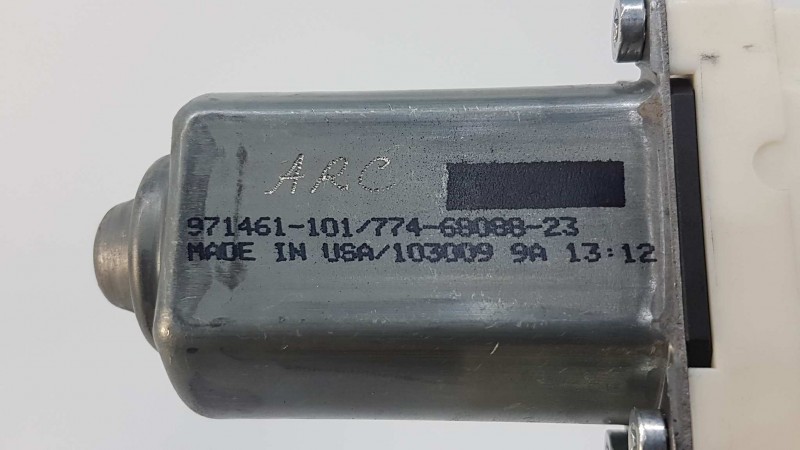 ARC
971461-101/774-68088-23
MADE IN USA/103009 9A 13:12